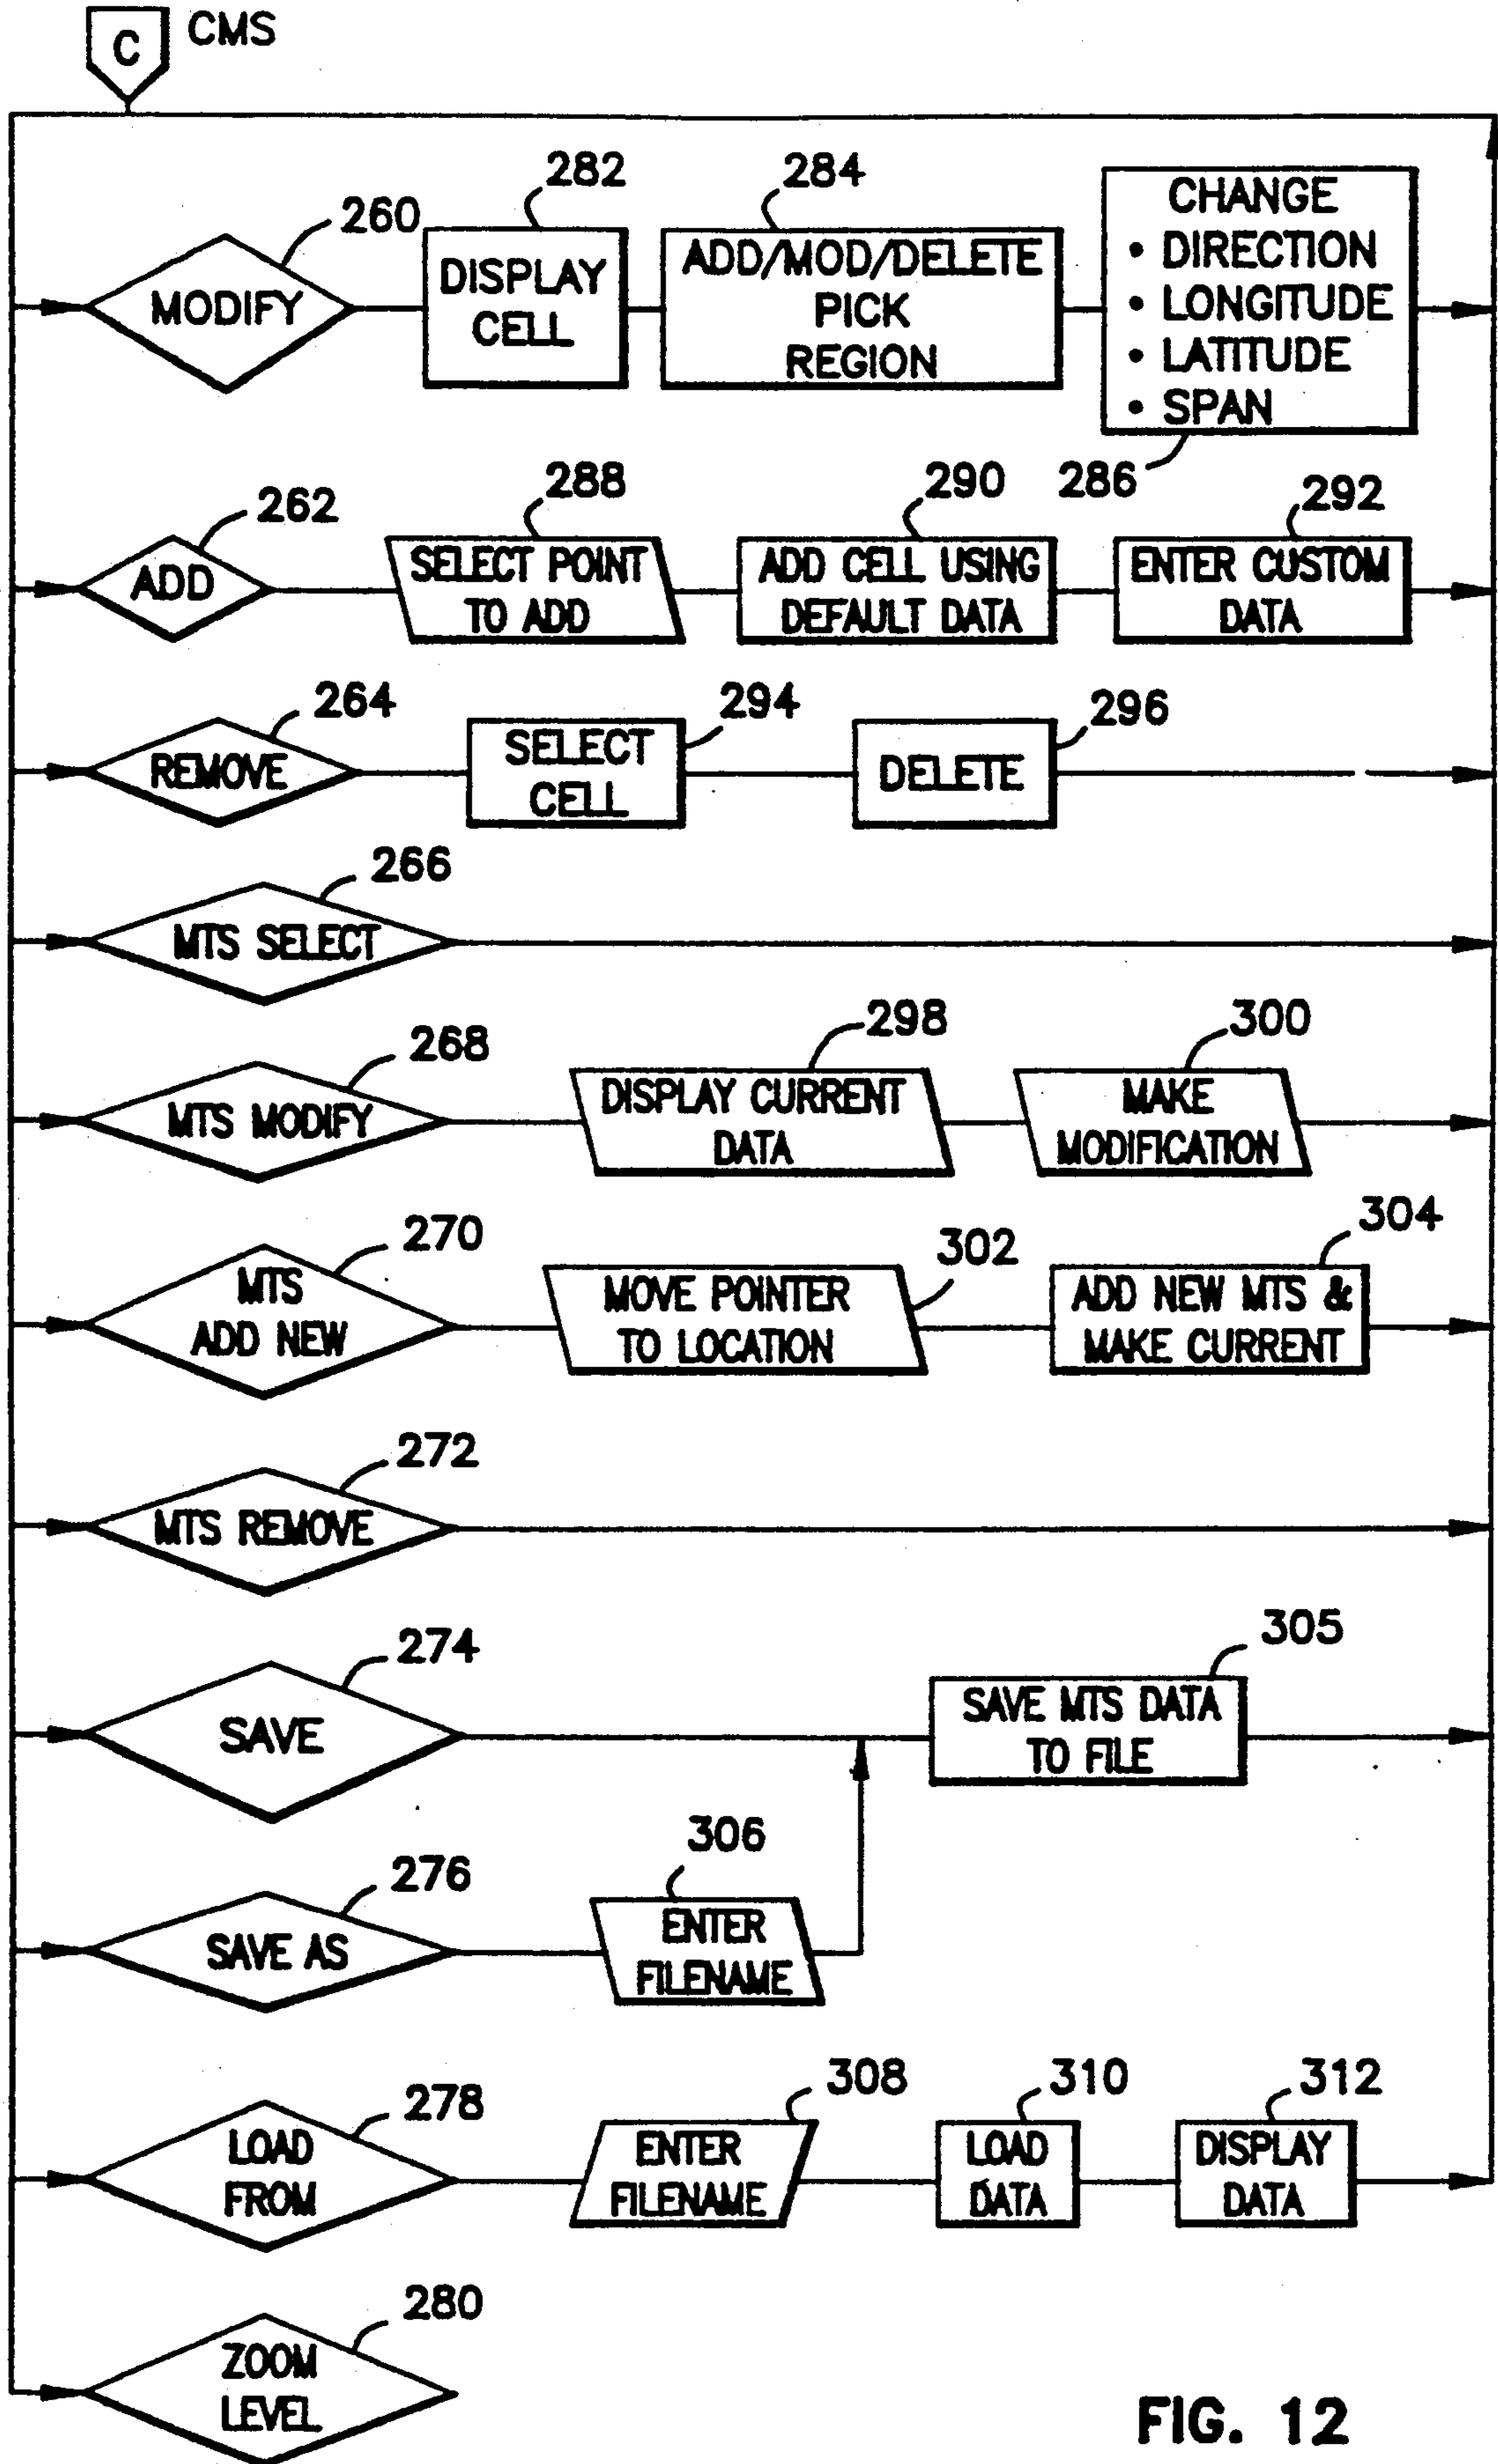 C CMS
260
MODIFY
282
DISPLAY
CELL
284
ADD/MOD/DELETE
PICK
REGION
CHANGE
• DIRECTION
• LONGITUDE
• LATITUDE
• SPAN
286
262
ADD
288
SELECT POINT
TO ADD
290
ADD CELL USING
DEFAULT DATA
292
ENTER CUSTOM
DATA
264
REMOVE
294
SELECT
CELL
296
DELETE
266
MTS SELECT
268
MTS MODIFY
298
DISPLAY CURRENT
DATA
300
MAKE
MODIFICATION
270
MTS
ADD NEW
302
MOVE POINTER
TO LOCATION
304
ADD NEW MTS &
MAKE CURRENT
272
MTS REMOVE
274
SAVE
305
SAVE MTS DATA
TO FILE
276
SAVE AS
306
ENTER
FILENAME
278
LOAD
FROM
308
ENTER
FILENAME
310
LOAD
DATA
312
DISPLAY
DATA
280
ZOOM
LEVEL
FIG. 12